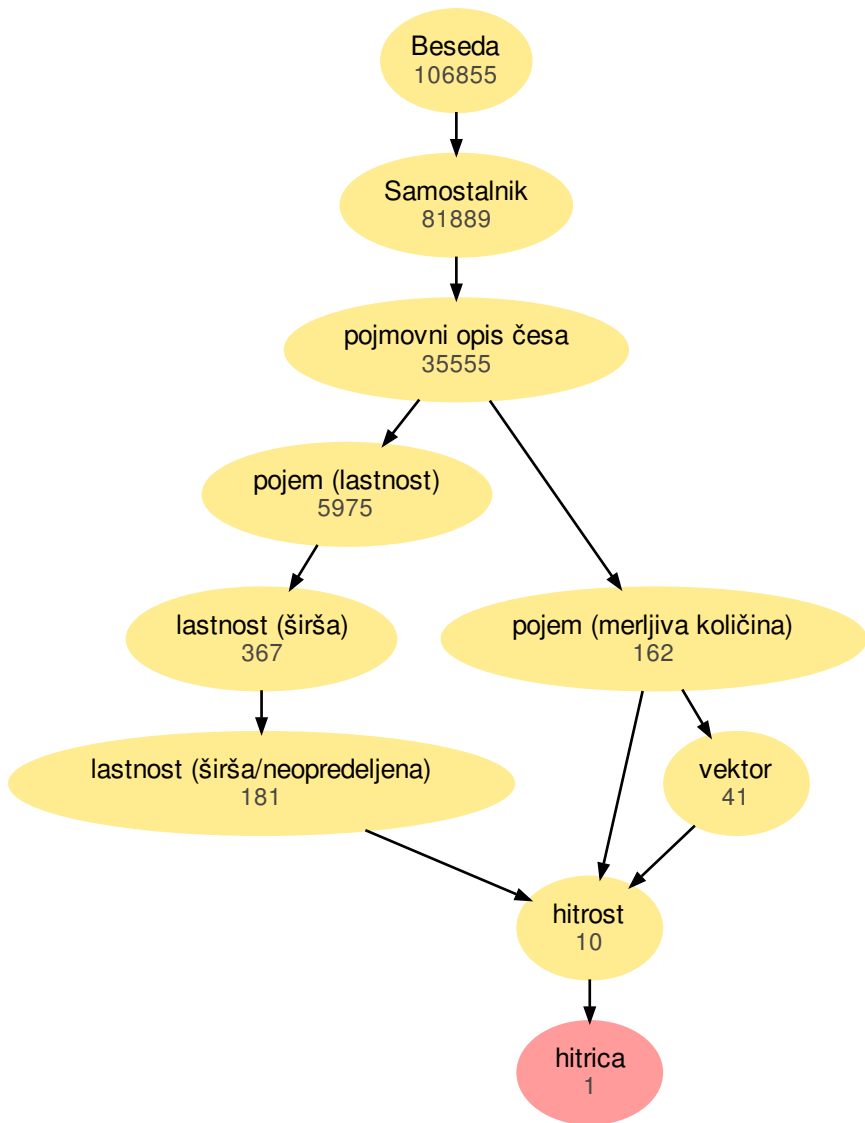 Beseda
106855
Samostalnik
81889
pojmovni opis česa
35555
pojem (lastnost)
5975
lastnost (širša)
367
pojem (merljiva količina)
162
lastnost (širša/neopredeljena)
181
vektor
41
hitrost
10
hitrica
1